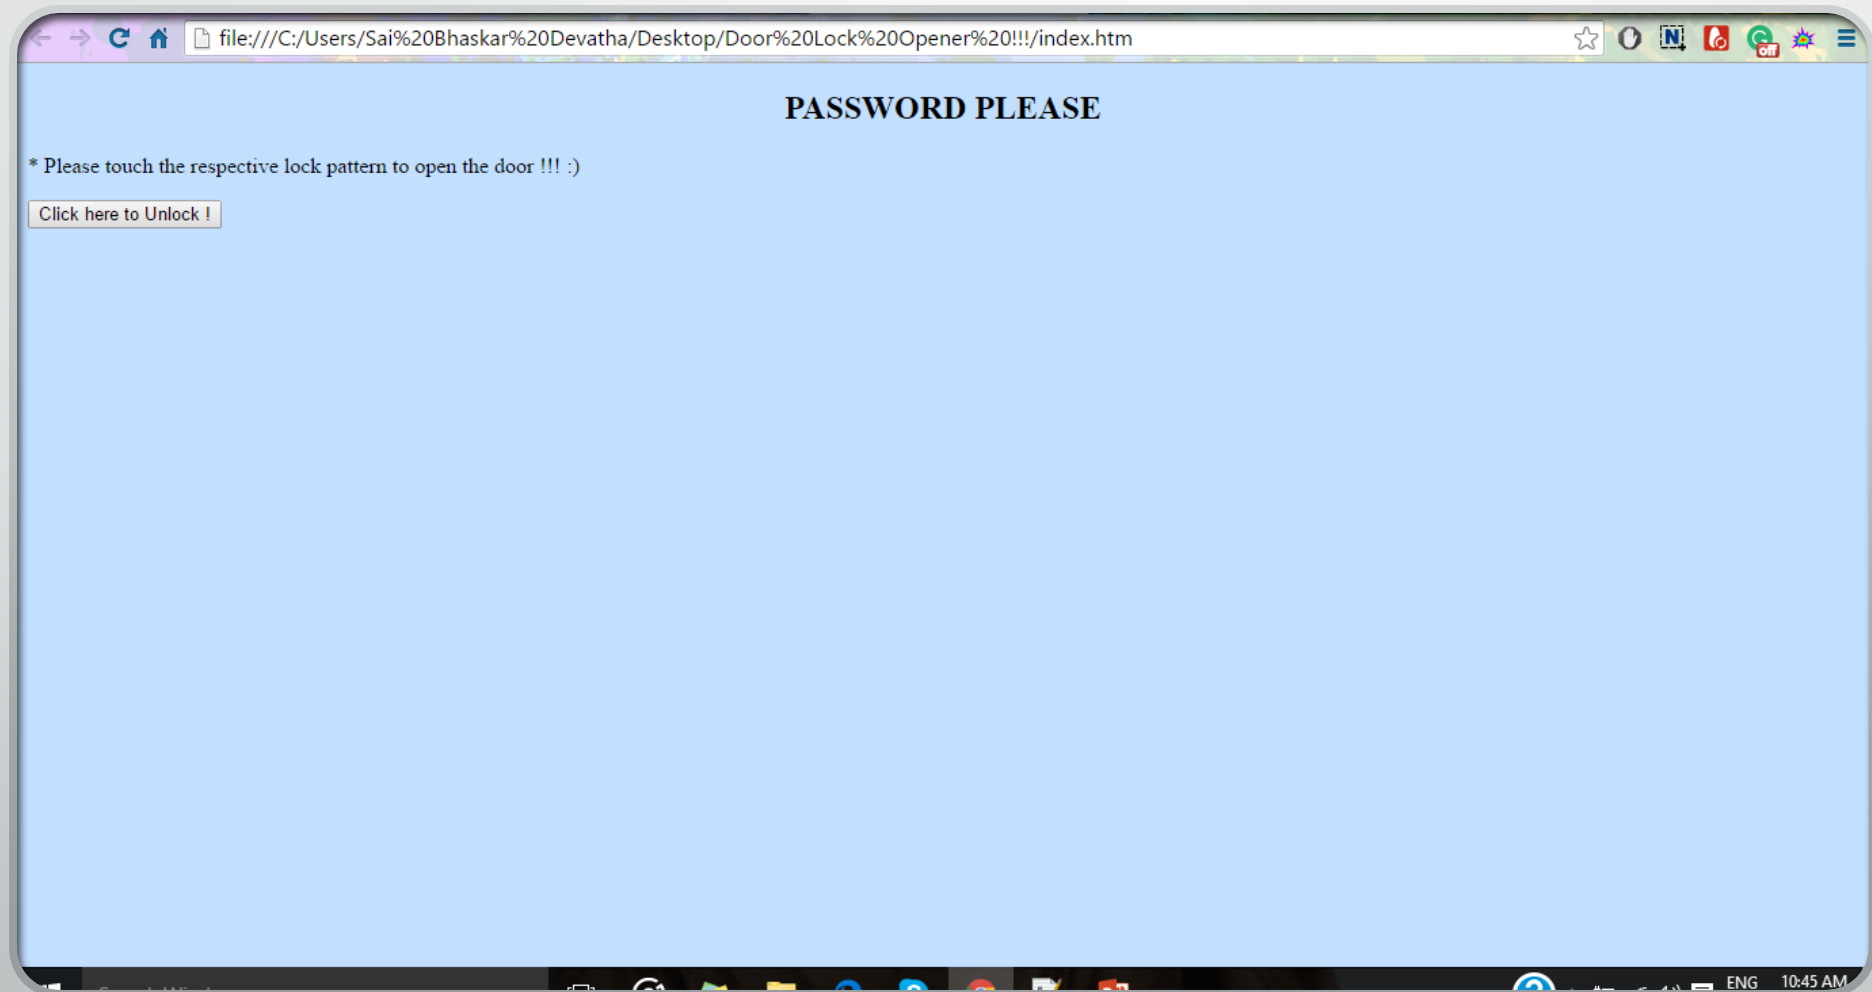 file:///C:/Users/Sai%20Bhaskar%20Devatha/Desktop/Door%20Lock%20Opener%20!!!/index.htm
N
off
PASSWORD PLEASE
* Please touch the respective lock pattern to open the door !!! :)
Click here to Unlock !
ENG
10:45 AM